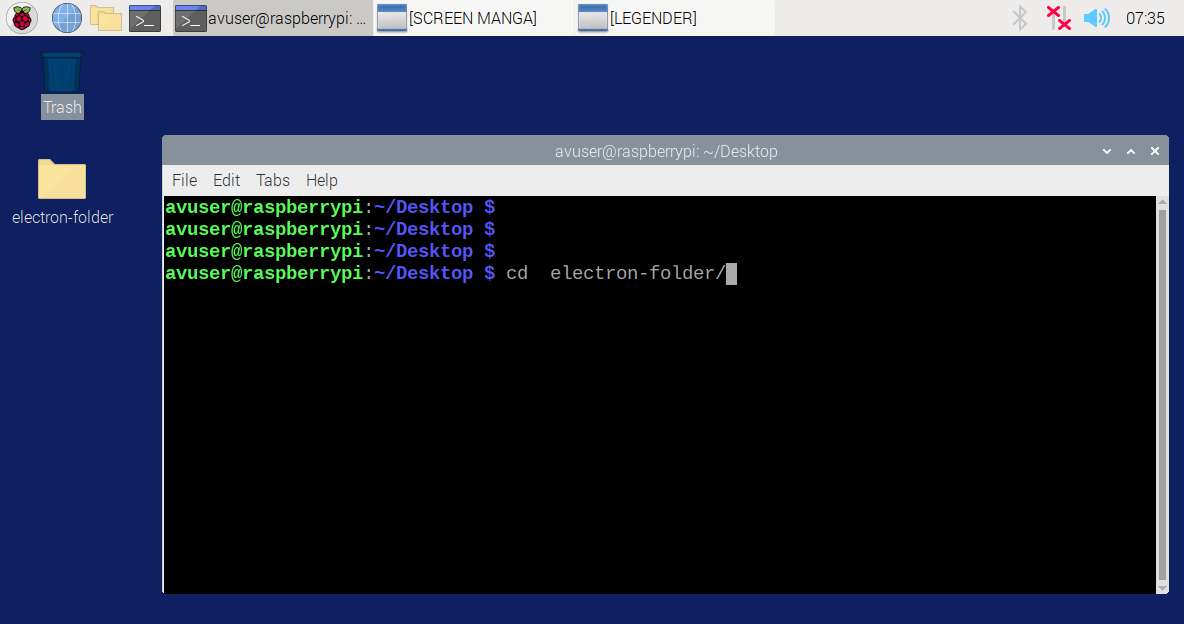 avuser@raspberrypi: ... [SCREEN MANGA] [LEGENDER] 07:35
Trash
electron-folder
avuser@raspberrypi: ~/Desktop
File Edit Tabs Help
avuser@raspberrypi:~/Desktop $
avuser@raspberrypi:~/Desktop $
avuser@raspberrypi:~/Desktop $
avuser@raspberrypi:~/Desktop $ cd  electron-folder/